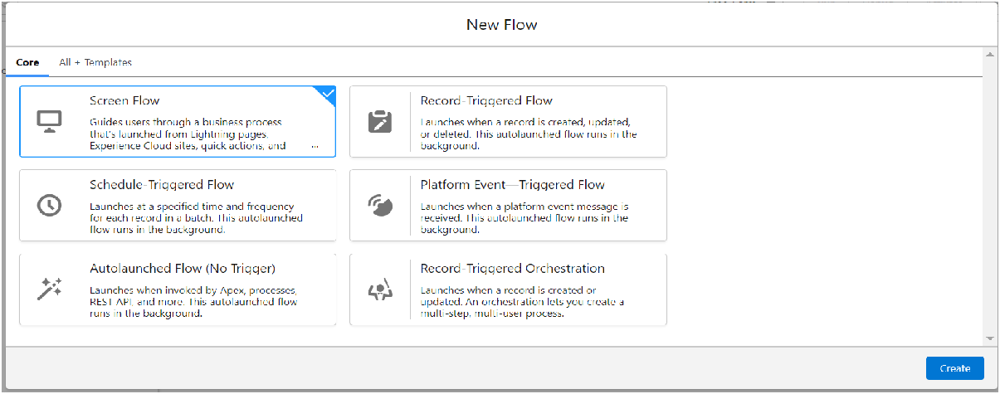 New Flow
Core
All + Templates
Screen Flow
Guides users through a business process
that's launched from Lightning pages,
Experience Cloud sites, quick actions, and ...
Record-Triggered Flow
Launches when a record is created, updated,
or deleted. This autolaunched flow runs in the
background.
Schedule-Triggered Flow
Launches at a specified time and frequency
for each record in a batch. This autolaunched
flow runs in the background.
Platform Event—Triggered Flow
Launches when a platform event message is
received. This autolaunched flow runs in the
background.
Autolaunched Flow (No Trigger)
Launches when invoked by Apex, processes,
REST API, and more. This autolaunched flow
runs in the background.
Record-Triggered Orchestration
Launches when a record is created or
updated. An orchestration lets you create a
multi-step, multi-user process.
Create